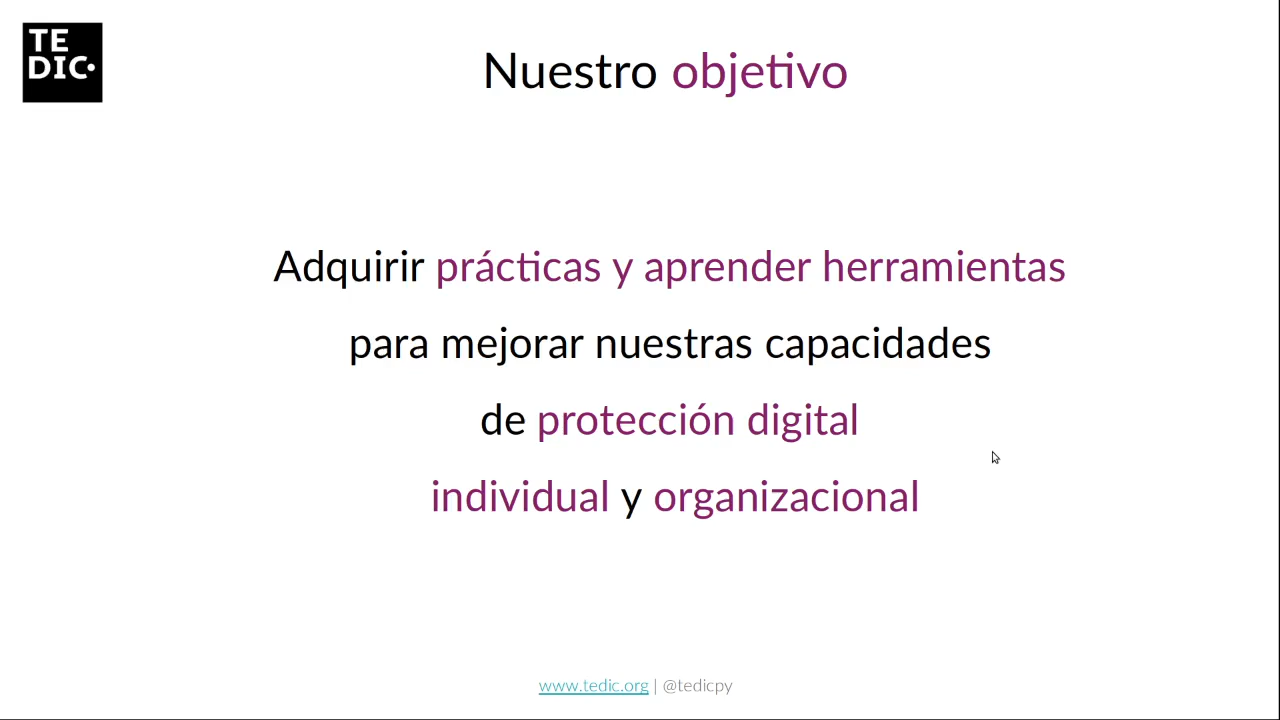 TE
DIC
Nuestro objetivo
Adquirir prácticas y aprender herramientas
para mejorar nuestras capacidades
de protección digital
individual y organizacional
www.tedic.org | @tedicpy